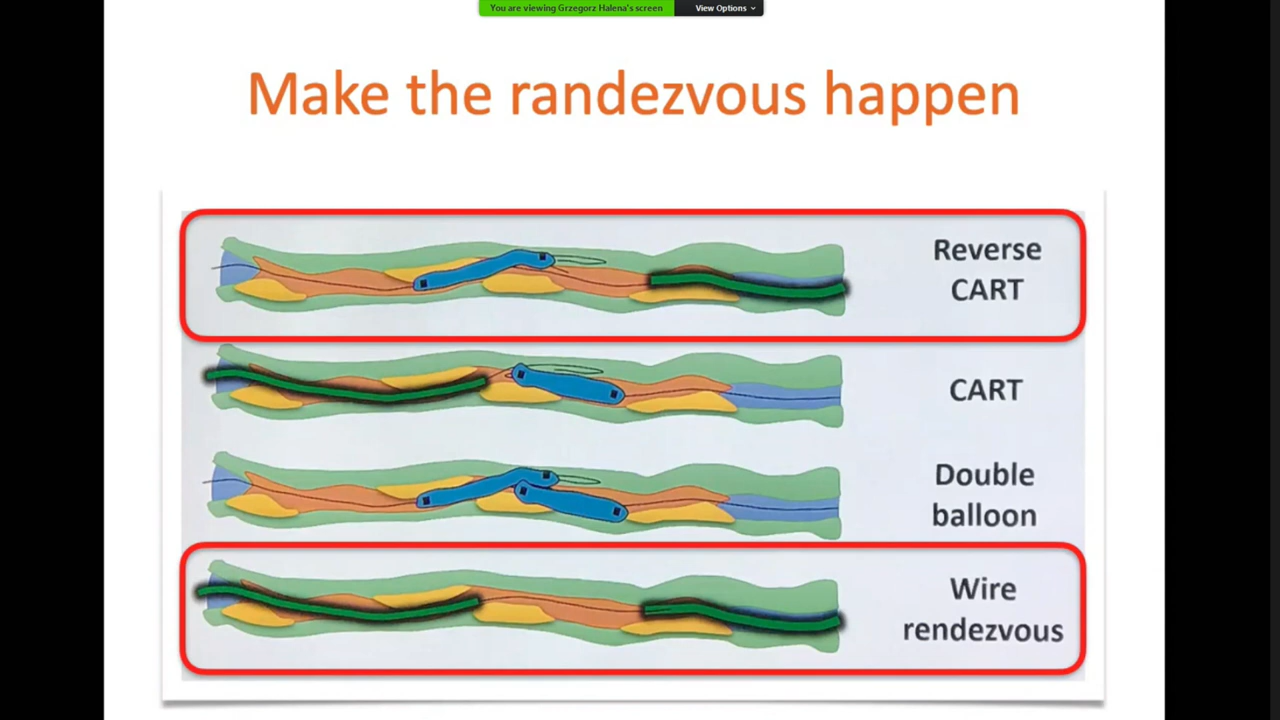 You are viewing Grzegorz Halena's screen
View Options
Make the randezvous happen
Reverse
CART
CART
Double
balloon
Wire
rendezvous